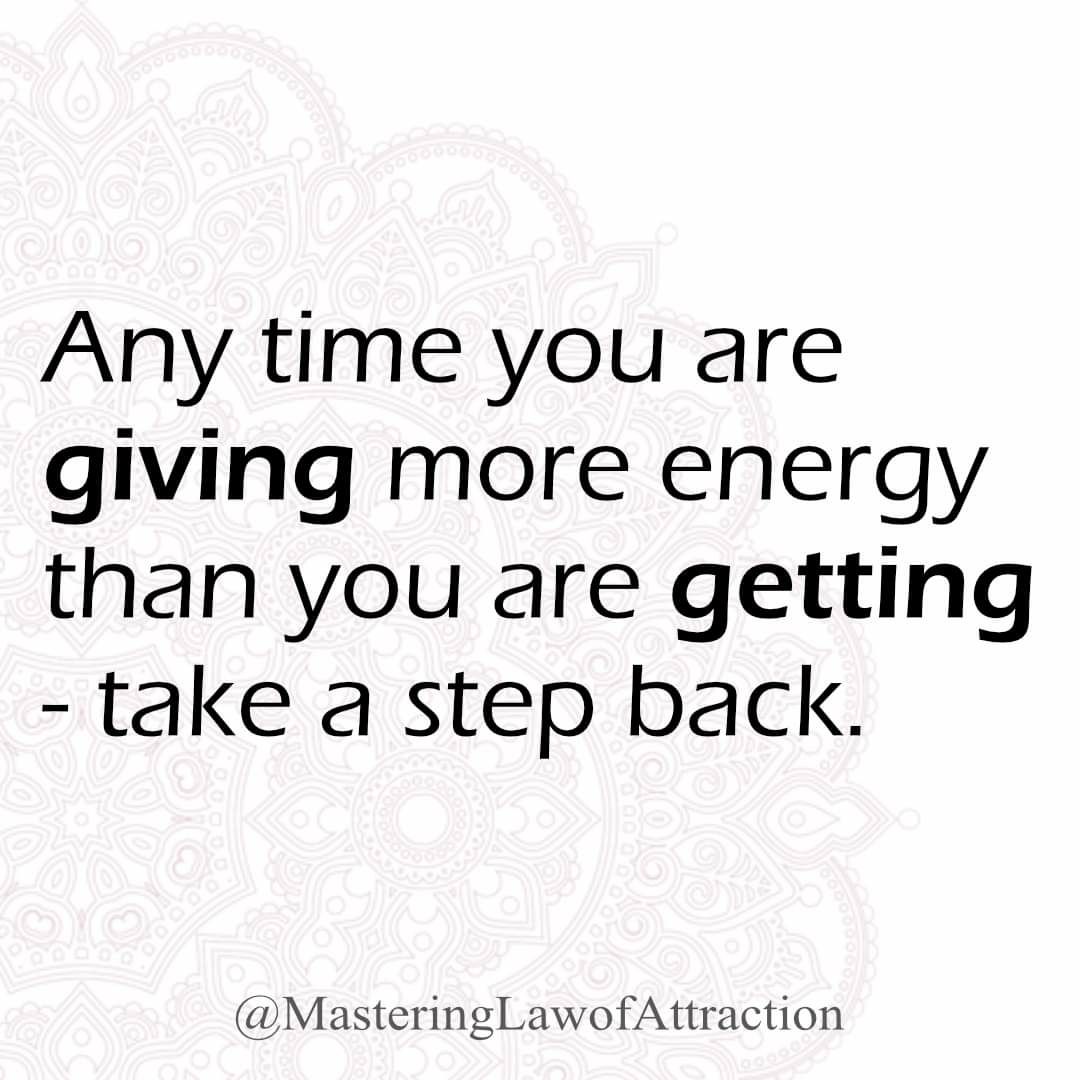 Any time you are
giving more energy
than you are getting
- take a step back.
@MasteringLawofAttraction